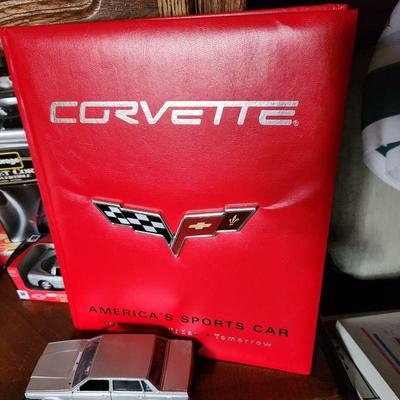 CORVETTE®
AMERICA'S SPORTS CAR
• Tomorrow